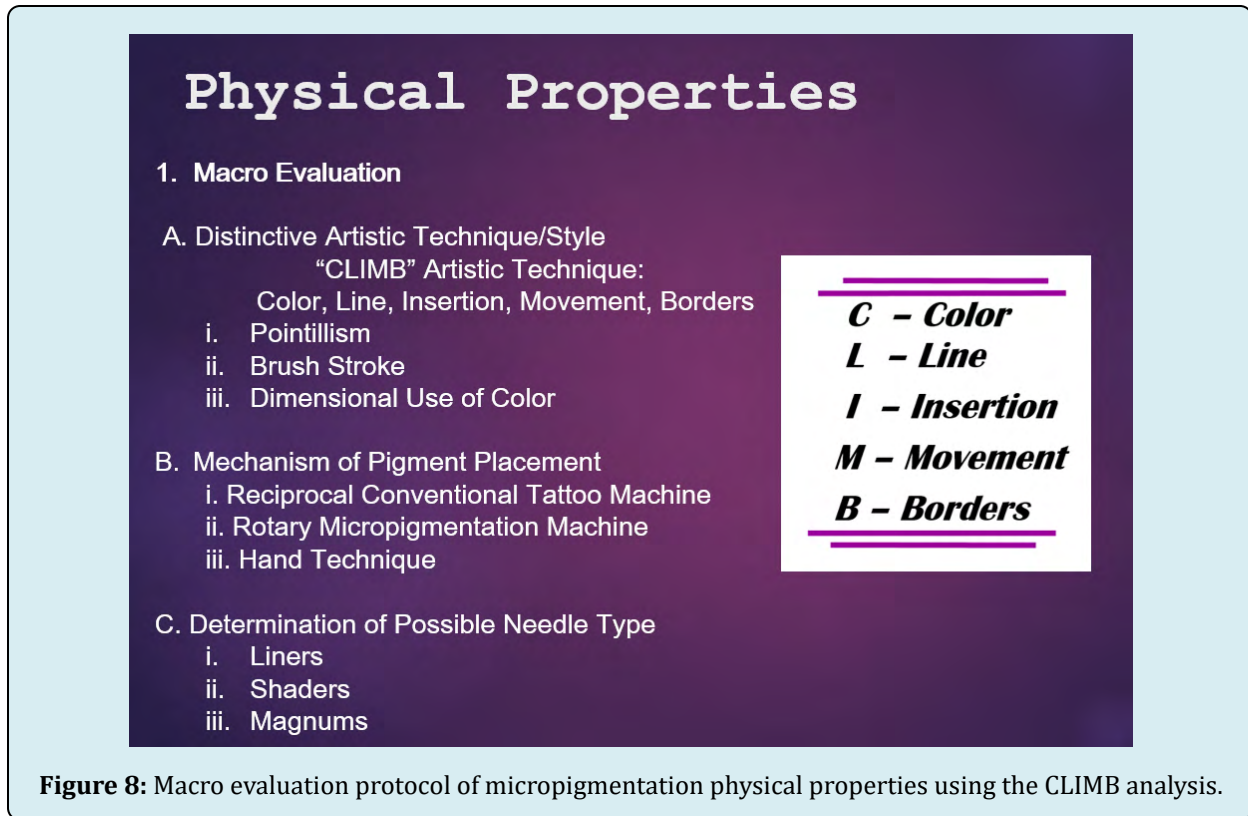 Physical Properties
1. Macro Evaluation
A. Distinctive Artistic Technique/Style
“CLIMB” Artistic Technique:
Color, Line, Insertion, Movement, Borders
i. Pointillism
ii. Brush Stroke
iii. Dimensional Use of Color
B. Mechanism of Pigment Placement
i. Reciprocal Conventional Tattoo Machine
ii. Rotary Micropigmentation Machine
iii. Hand Technique
C. Determination of Possible Needle Type
i. Liners
ii. Shaders
iii. Magnums
C – Color
L – Line
I – Insertion
M – Movement
B – Borders
Figure 8: Macro evaluation protocol of micropigmentation physical properties using the CLIMB analysis.